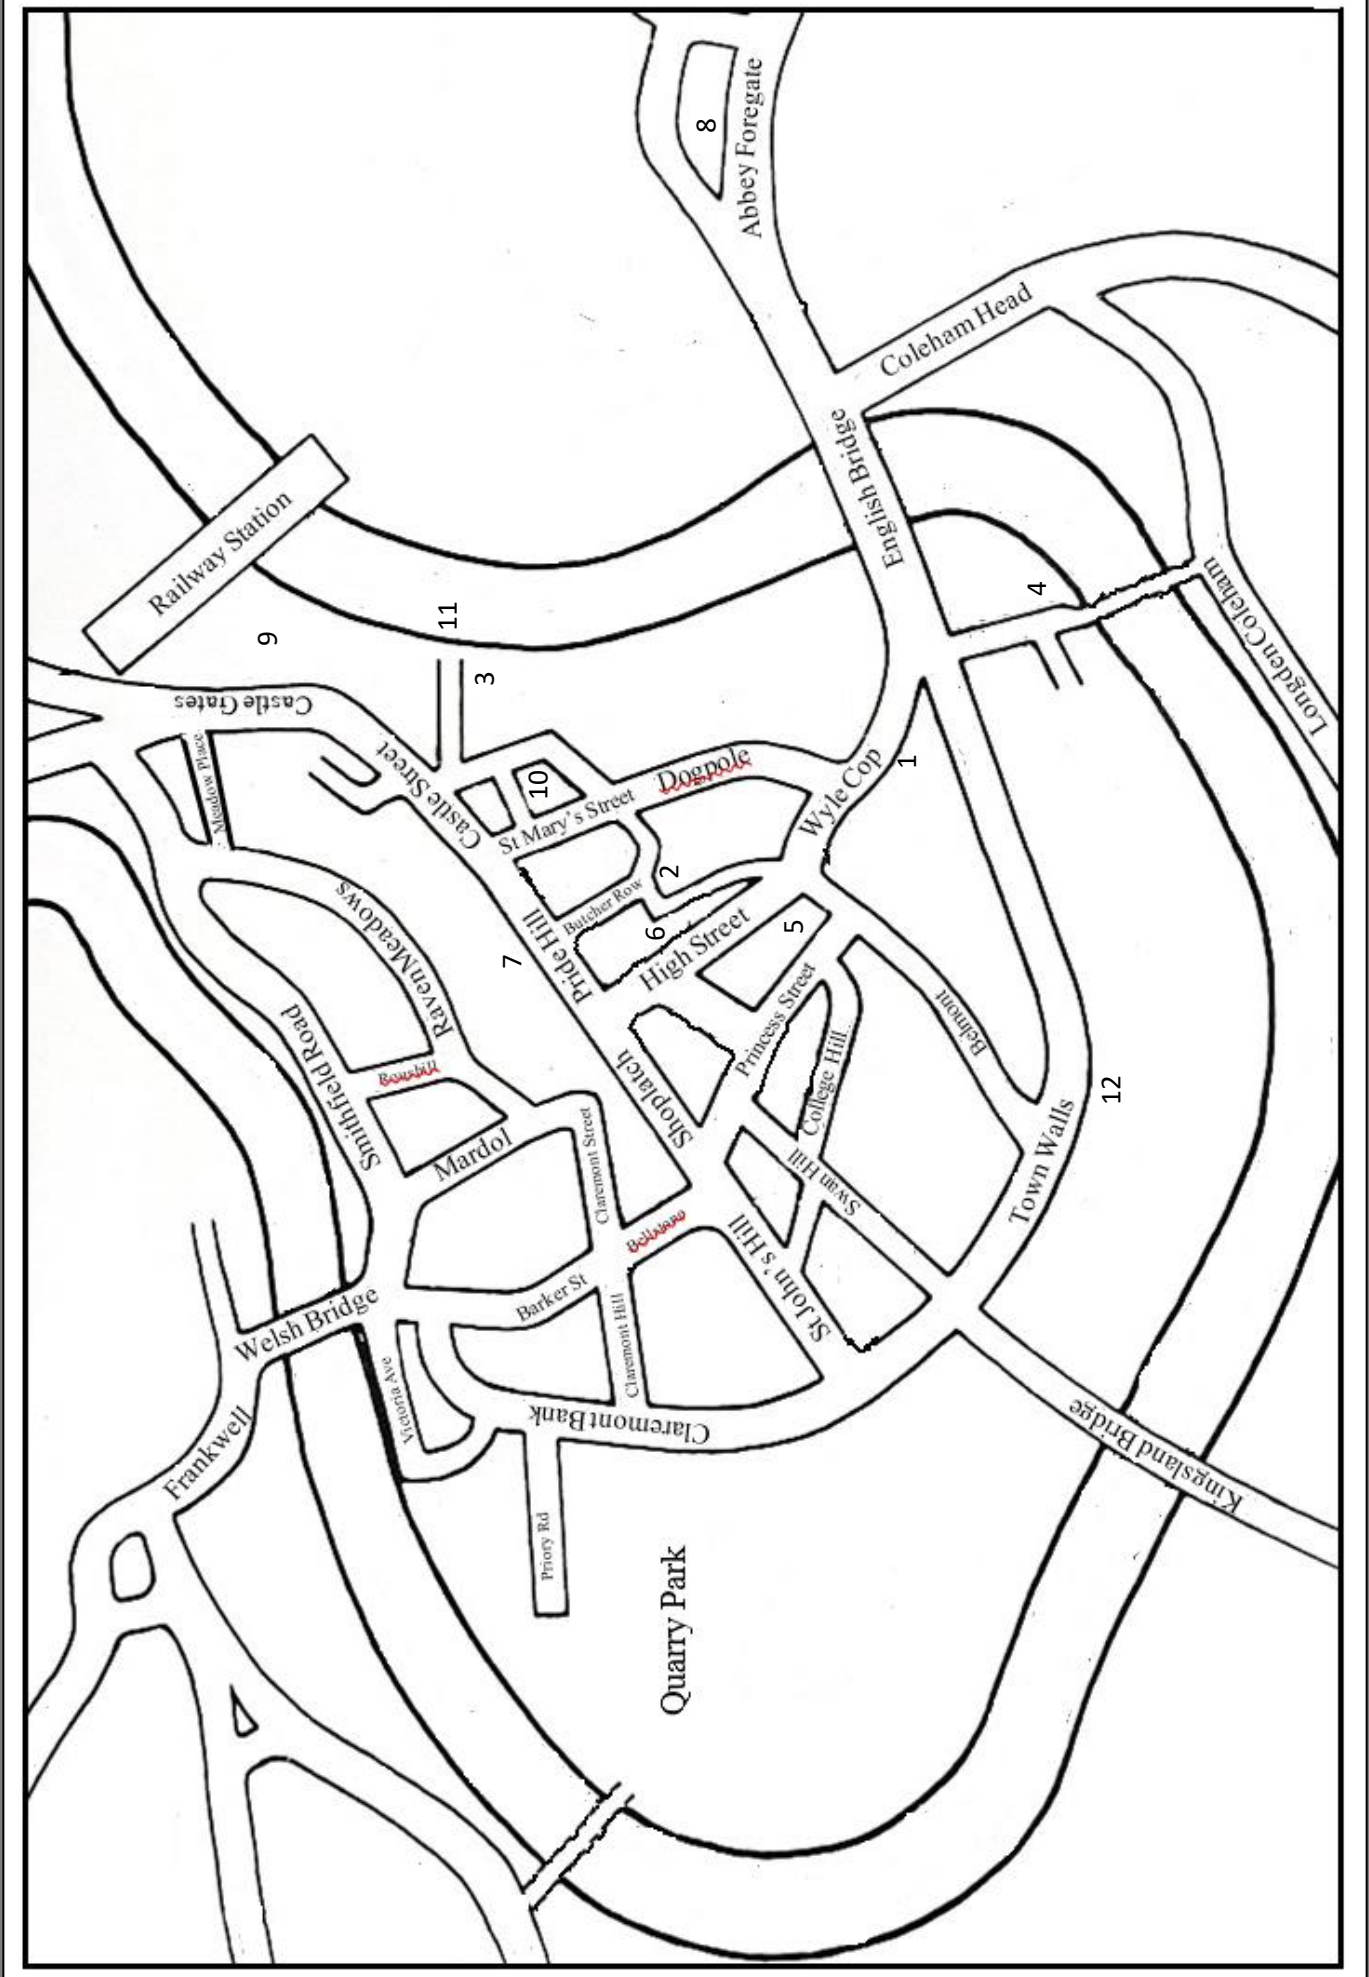 8
Abbey Foregate
Coleham Head
English Bridge
Railway Station
9
11
3
4
Longden Coleham
Castle Gates
Meadow Place
Castle Street
10
St Mary's Street
Dogpole
Wyle Cop
1
2
Butcher Row
6
High Street
5
Pride Hill
7
Raven Meadows
Smithfield Road
Mardol
Shoplatch
Princess Street
College Hill
Belmont
12
Town Walls
Swan Hill
St John's Hill
Claremont Street
Bellstone
Barker St
Claremont Hill
Claremont Bank
Welsh Bridge
Victoria Ave
Frankwell
Priory Rd
Quarry Park
Kingsland Bridge